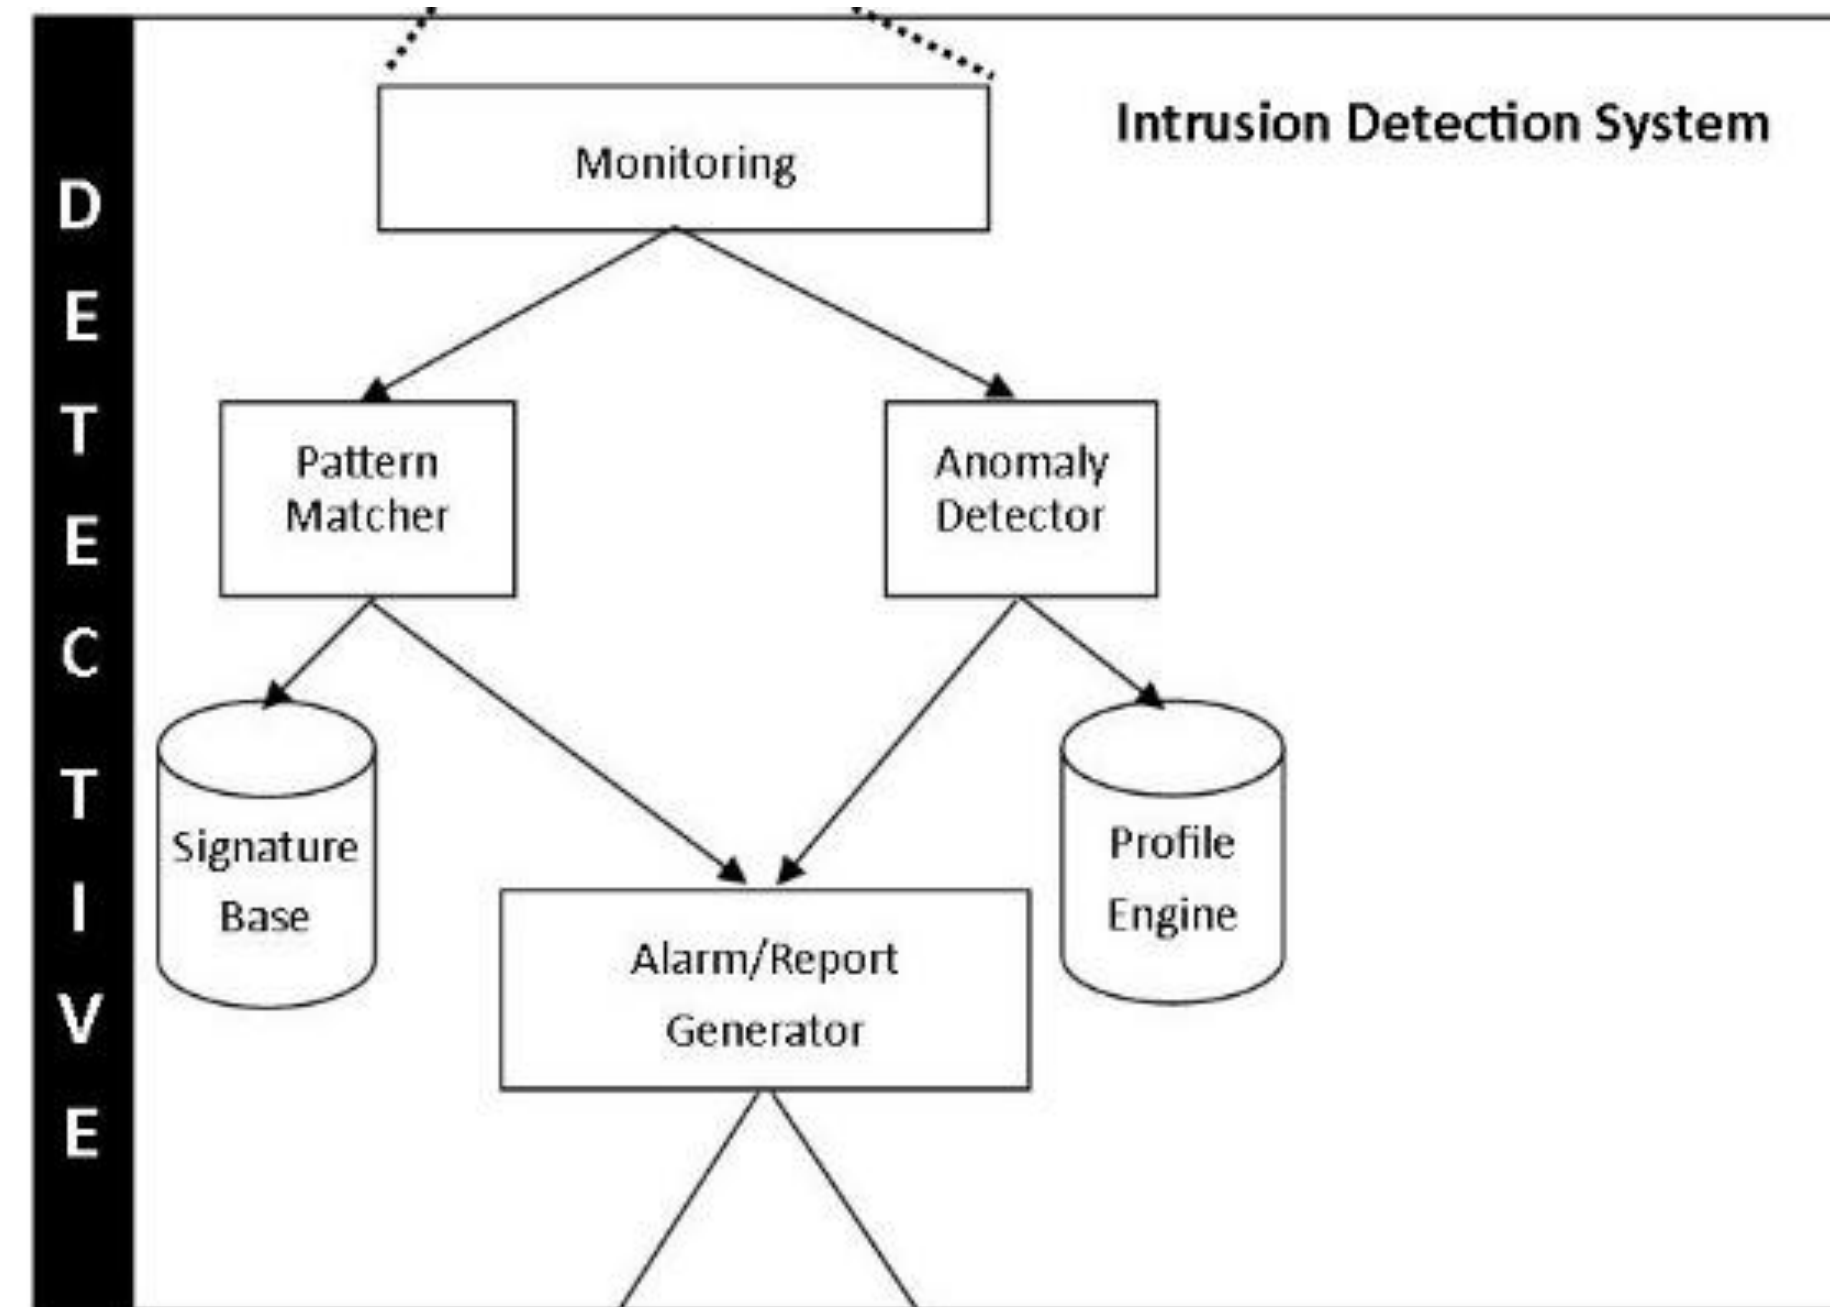 Intrusion Detection System
DETECTIVE
Monitoring
Pattern
Matcher
Anomaly
Detector
Signature
Base
Profile
Engine
Alarm/Report
Generator